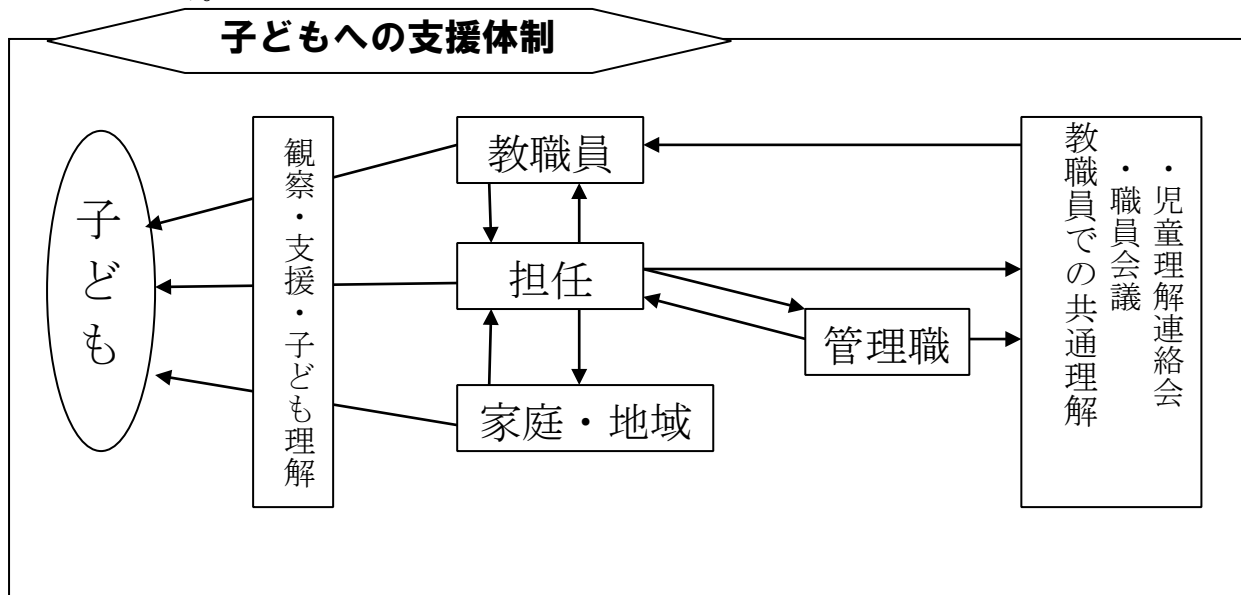 子どもへの支援体制
子ども
観察・支援・子ども理解
教職員
担任
家庭・地域
管理職
・児童理解連絡会
・職員会議
教職員での共通理解